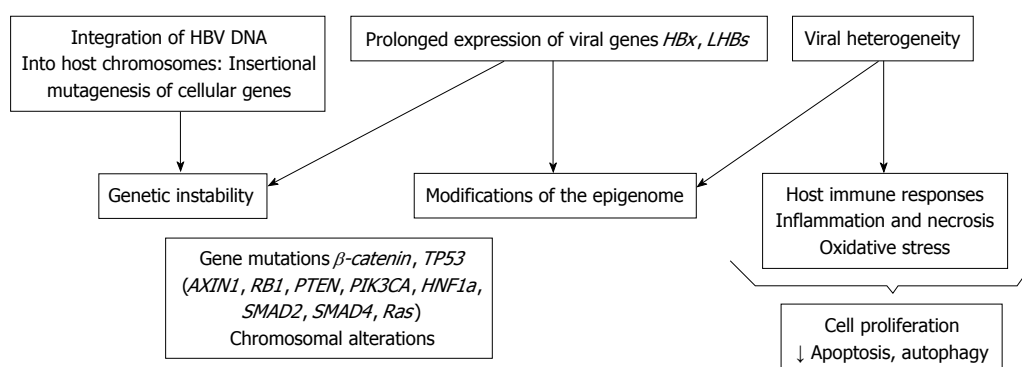 Integration of HBV DNA
Into host chromosomes: Insertional
mutagenesis of cellular genes
Prolonged expression of viral genes HBx, LHBs
Viral heterogeneity
Genetic instability
Modifications of the epigenome
Host immune responses
Inflammation and necrosis
Oxidative stress
Gene mutations β-catenin, TP53
(AXIN1, RB1, PTEN, PIK3CA, HNF1a,
SMAD2, SMAD4, Ras)
Chromosomal alterations
Cell proliferation
↓ Apoptosis, autophagy